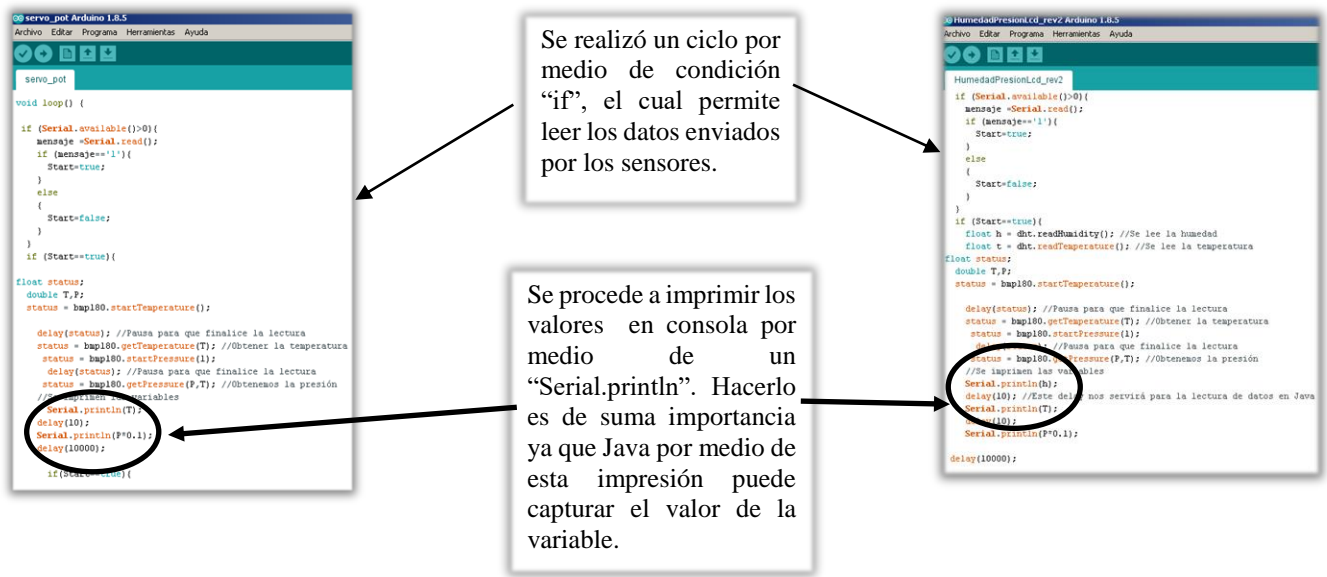 servo_pot Arduino 1.8.5
Archivo Editar Programa Herramientas Ayuda
servo_pot
void loop() {
if (Serial.available()>0){
mensaje =Serial.read();
if (mensaje=='1'){
Start=true;
}
else
{
Start=false;
}
}
if (Start==true){
float status;
double T,P;
status = bmp180.startTemperature();
delay(status); //Pausa para que finalice la lectura
status = bmp180.getTemperature(T); //Obtener la temperatura
status = bmp180.startPressure(1);
delay(status); //Pausa para que finalice la lectura
status = bmp180.getPressure(P,T); //Obtenemos la presión
//Se imprimen las variables
Serial.println(T);
delay(10);
Serial.println(P*0.1);
delay(10000);
if(Start==true){
Se realizó un ciclo por
medio de condición
“if”, el cual permite
leer los datos enviados
por los sensores.
Se procede a imprimir los
valores en consola por
medio de un
“Serial.println”. Hacerlo
es de suma importancia
ya que Java por medio de
esta impresión puede
capturar el valor de la
variable.
HumedadPresionLcd_rev2 Arduino 1.8.5
Archivo Editar Programa Herramientas Ayuda
HumedadPresionLcd_rev2
if (Serial.available()>0){
mensaje =Serial.read();
if (mensaje=='1'){
Start=true;
}
else
{
Start=false;
}
}
if (Start==true){
float h = dht.readHumidity(); //Se lee la humedad
float t = dht.readTemperature(); //Se lee la temperatura
float status;
double T,P;
status = bmp180.startTemperature();
delay(status); //Pausa para que finalice la lectura
status = bmp180.getTemperature(T); //Obtener la temperatura
status = bmp180.startPressure(1);
delay(status); //Pausa para que finalice la lectura
status = bmp180.getPressure(P,T); //Obtenemos la presión
//Se imprimen las variables
Serial.println(h);
delay(10); //Este delay nos servirá para la lectura de datos en Java
Serial.println(T);
delay(10);
Serial.println(P*0.1);
delay(10000);